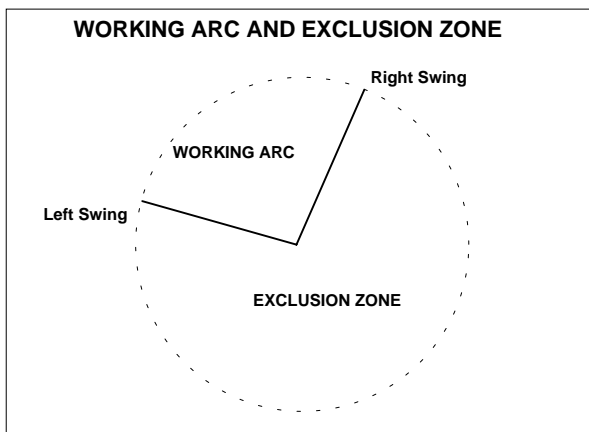 WORKING ARC AND EXCLUSION ZONE
Right Swing
WORKING ARC
Left Swing
EXCLUSION ZONE